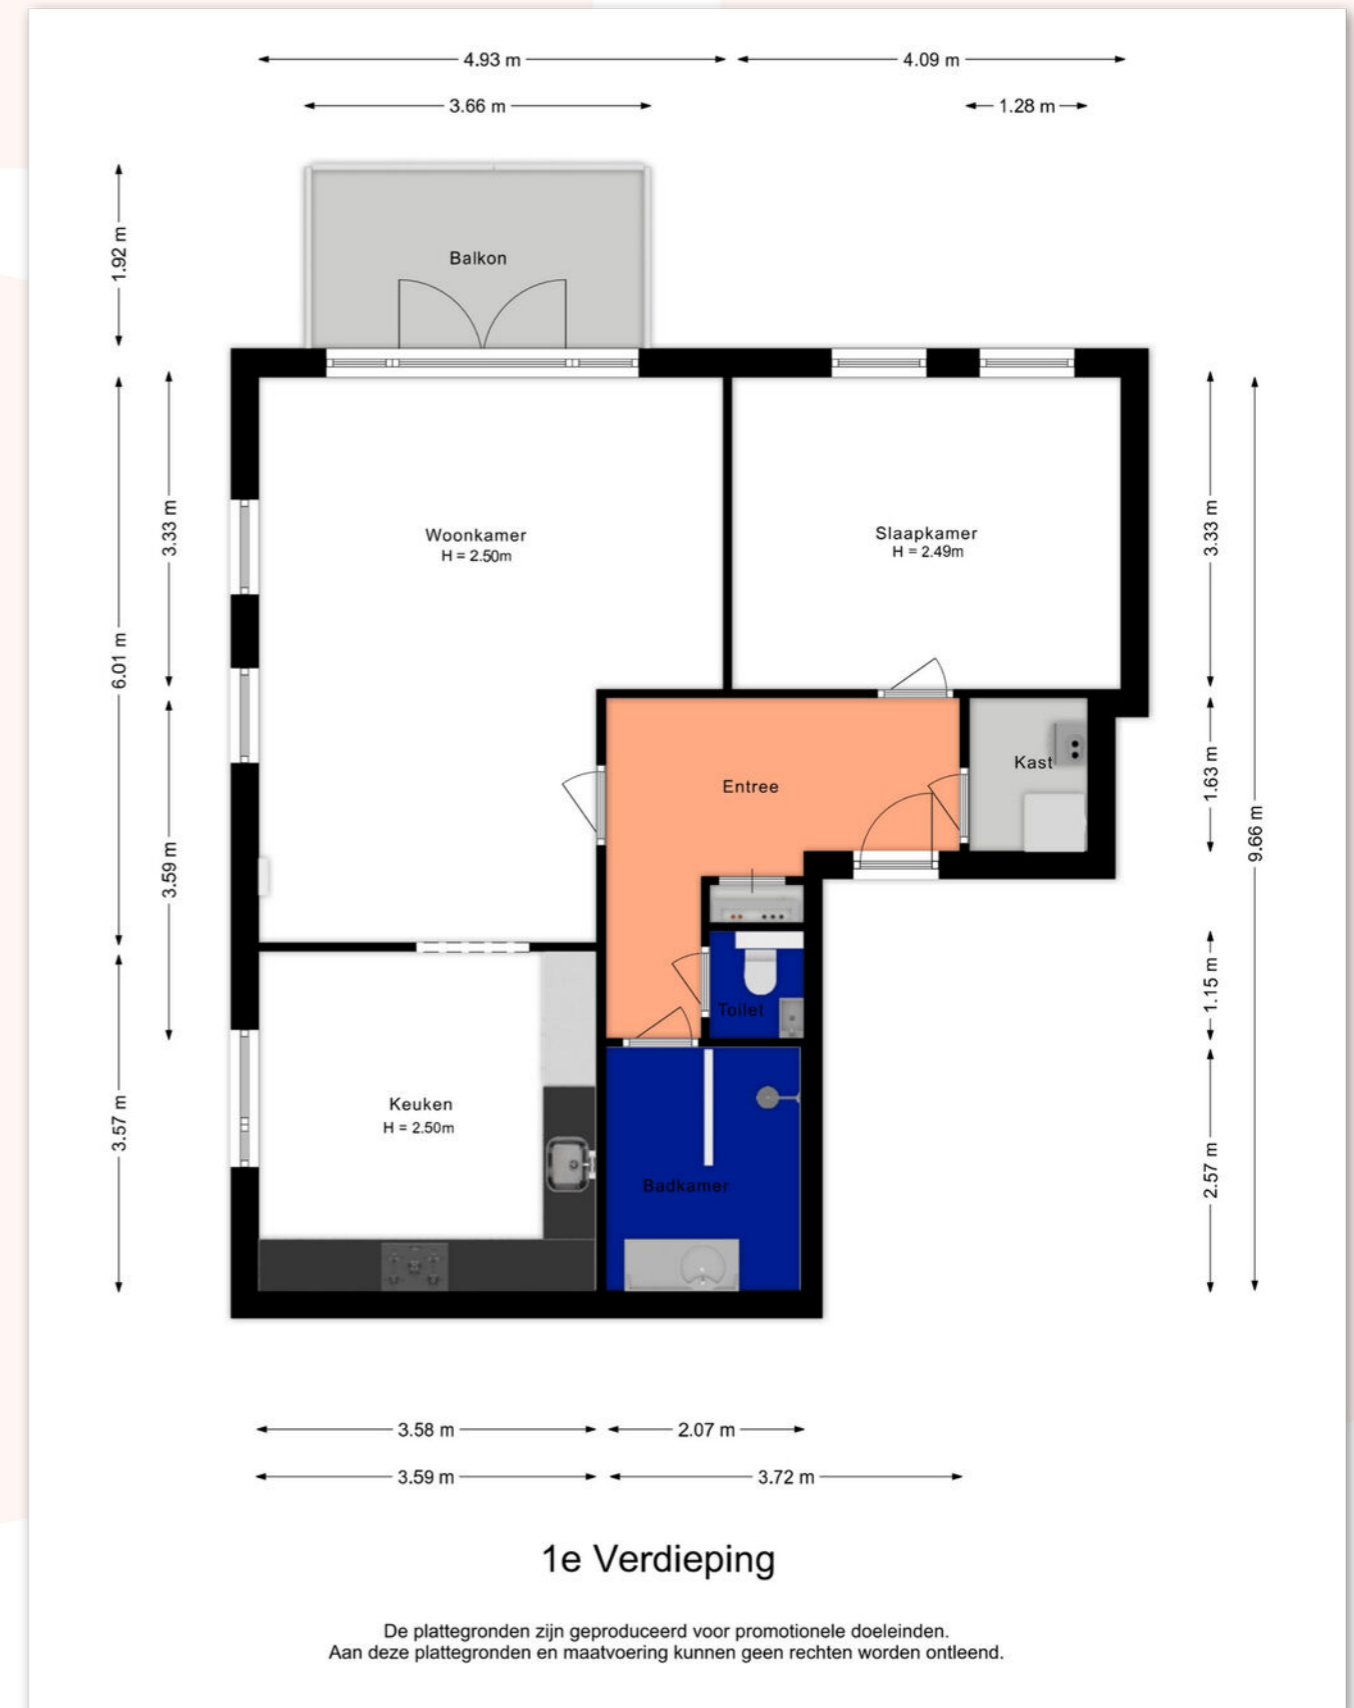 4.93 m
4.09 m
3.66 m
1.28 m
1.92 m
Balkon
3.33 m
3.33 m
Woonkamer
H = 2.50m
Slaapkamer
H = 2.49m
6.01 m
1.63 m
Kast
Entree
9.66 m
3.59 m
1.15 m
Toilet
3.57 m
Keuken
H = 2.50m
2.57 m
Badkamer
3.58 m
2.07 m
3.59 m
3.72 m
1e Verdieping
De plattegronden zijn geproduceerd voor promotionele doeleinden.
Aan deze plattegronden en maatvoering kunnen geen rechten worden ontleend.